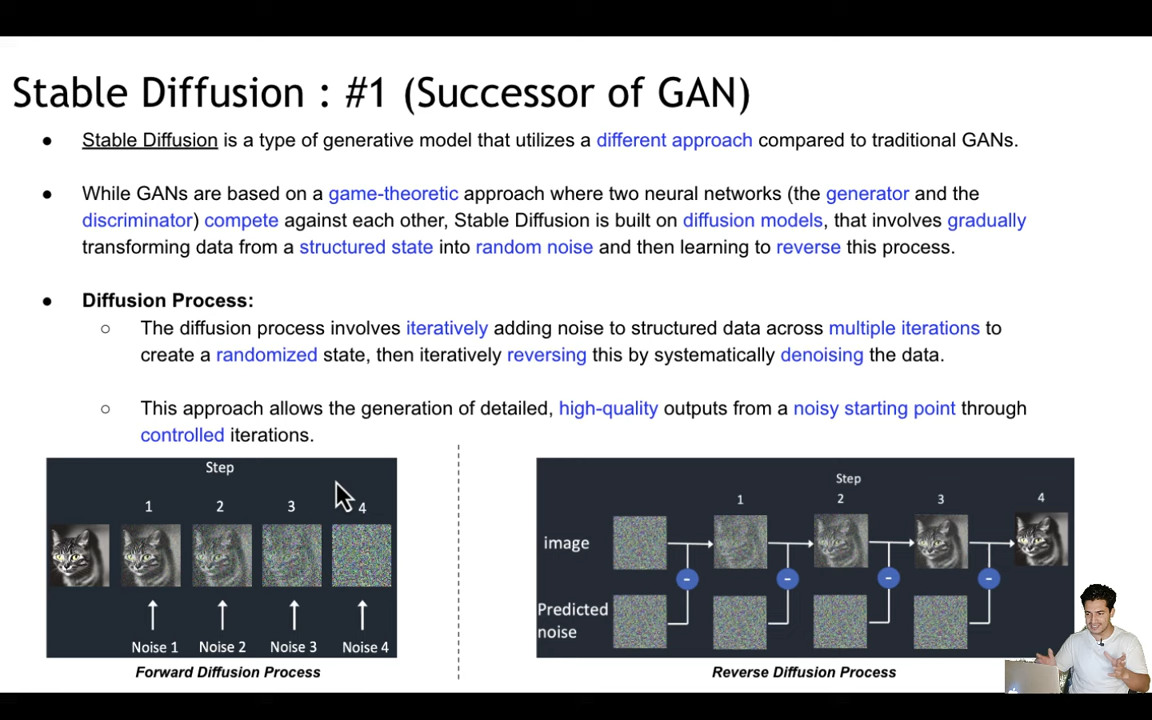 Stable Diffusion : #1 (Successor of GAN)
● Stable Diffusion is a type of generative model that utilizes a different approach compared to traditional GANs.
● While GANs are based on a game-theoretic approach where two neural networks (the generator and the
discriminator) compete against each other, Stable Diffusion is built on diffusion models, that involves gradually
transforming data from a structured state into random noise and then learning to reverse this process.
● Diffusion Process:
○ The diffusion process involves iteratively adding noise to structured data across multiple iterations to
create a randomized state, then iteratively reversing this by systematically denoising the data.
○ This approach allows the generation of detailed, high-quality outputs from a noisy starting point through
controlled iterations.
Step
1 2 3 4
Noise 1 Noise 2 Noise 3 Noise 4
Forward Diffusion Process
Step
1 2 3 4
image
- - - -
Predicted
noise
Reverse Diffusion Process